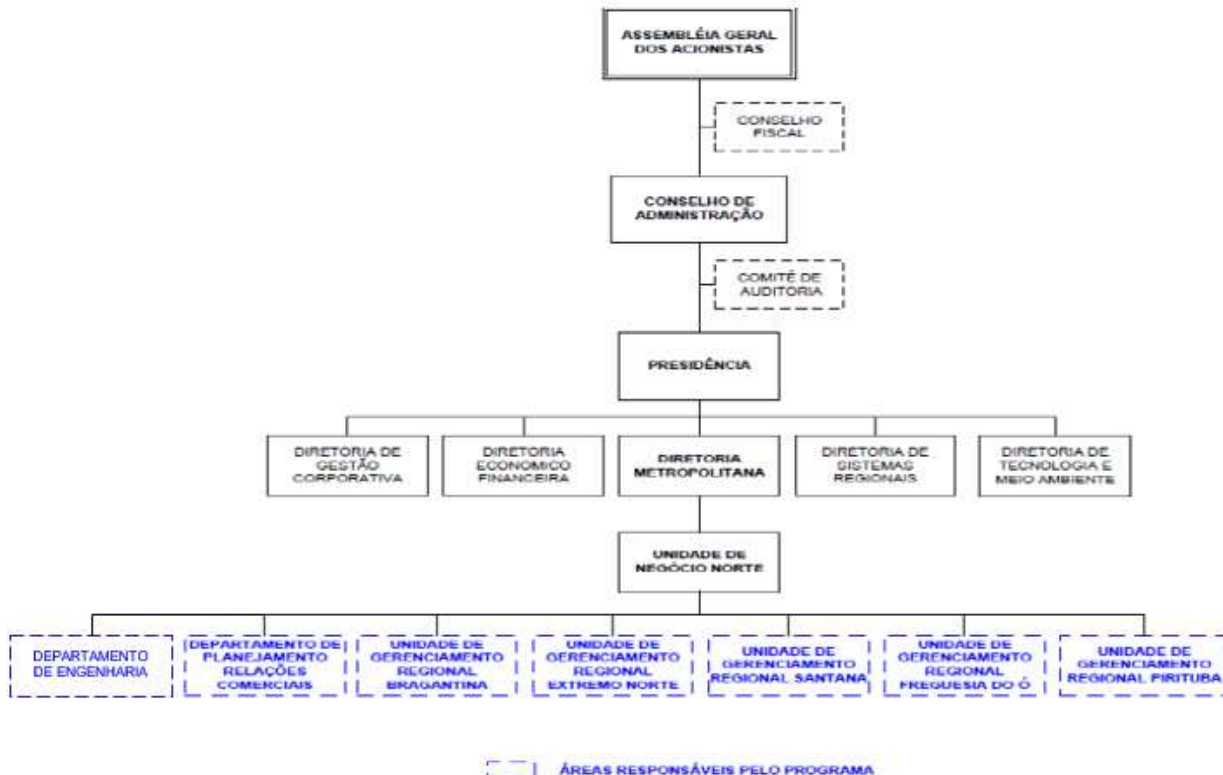 ASSEMBLÉIA GERAL
DOS ACIONISTAS
CONSELHO
FISCAL
CONSELHO DE
ADMINISTRAÇÃO
COMITÊ DE
AUDITORIA
PRESIDÊNCIA
DIRETORIA DE
GESTÃO
CORPORATIVA
DIRETORIA
ECONOMICO
FINANCEIRA
DIRETORIA
METROPOLITANA
DIRETORIA DE
SISTEMAS
REGIONAIS
DIRETORIA DE
TECNOLOGIA E
MEIO AMBIENTE
UNIDADE DE
NEGÓCIO NORTE
DEPARTAMENTO
DE ENGENHARIA
DEPARTAMENTO DE
PLANEJAMENTO
RELAÇÕES
COMERCIAIS
UNIDADE DE
GERENCIAMENTO
REGIONAL
BRAGANTINA
UNIDADE DE
GERENCIAMENTO
REGIONAL
EXTREMO NORTE
UNIDADE DE
GERENCIAMENTO
REGIONAL SANTANA
UNIDADE DE
GERENCIAMENTO
REGIONAL
FREGUESIA DO Ó
UNIDADE DE
GERENCIAMENTO
REGIONAL PIRITUBA
ÁREAS RESPONSÁVEIS PELO PROGRAMA